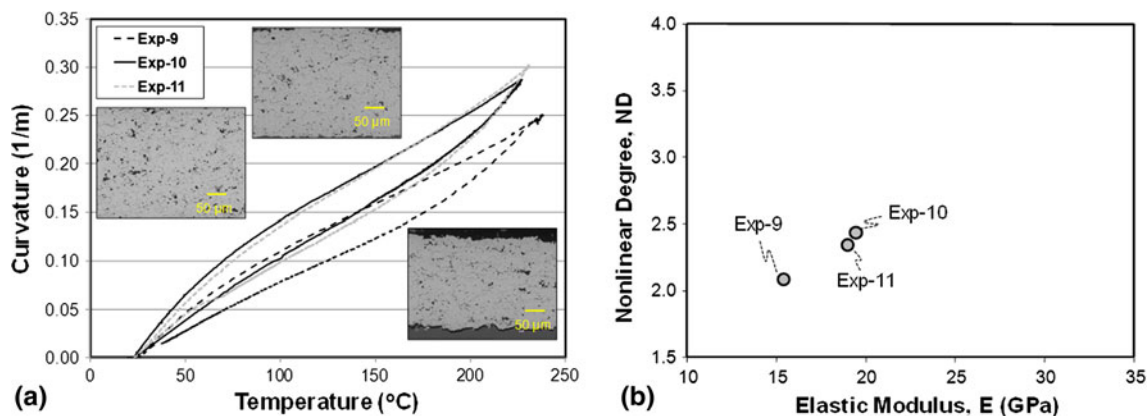 0.35
0.30
0.25
0.20
0.15
0.10
0.05
0.00
Curvature (1/m)
Exp-9
Exp-10
Exp-11
50 µm
50 µm
50 µm
0
50
100
150
200
250
(a)
Temperature (°C)
4.0
3.5
3.0
2.5
2.0
1.5
Nonlinear Degree, ND
Exp-9
Exp-10
Exp-11
10
15
20
25
30
35
(b)
Elastic Modulus, E (GPa)